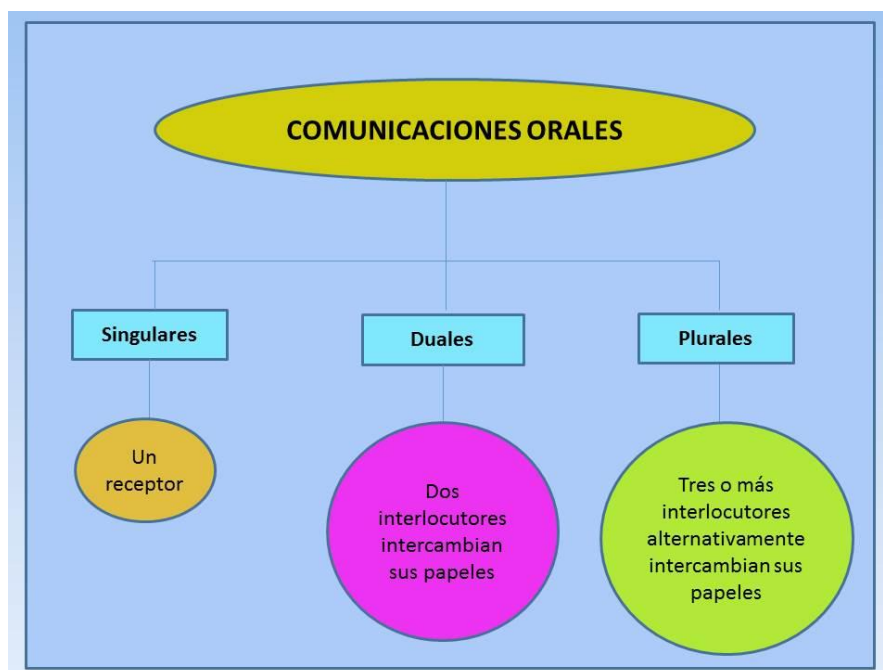 COMUNICACIONES ORALES
Singulares
Duales
Plurales
Un
receptor
Dos
interlocutores
intercambian
sus papeles
Tres o más
interlocutores
alternativamente
intercambian sus
papeles